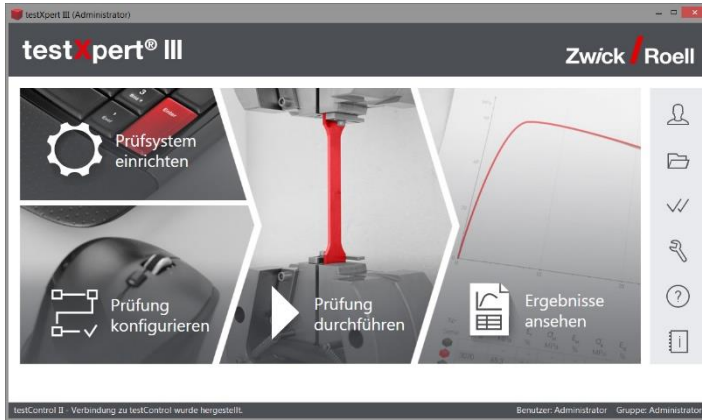 testXpert III (Administrator)
testXpert® III
Zwick / Roell
Prüfsystem
einrichten
Prüfung
konfigurieren
Prüfung
durchführen
Ergebnisse
ansehen
testControl II - Verbindung zu testControl wurde hergestellt.
Benutzer: Administrator Gruppe: Administrator